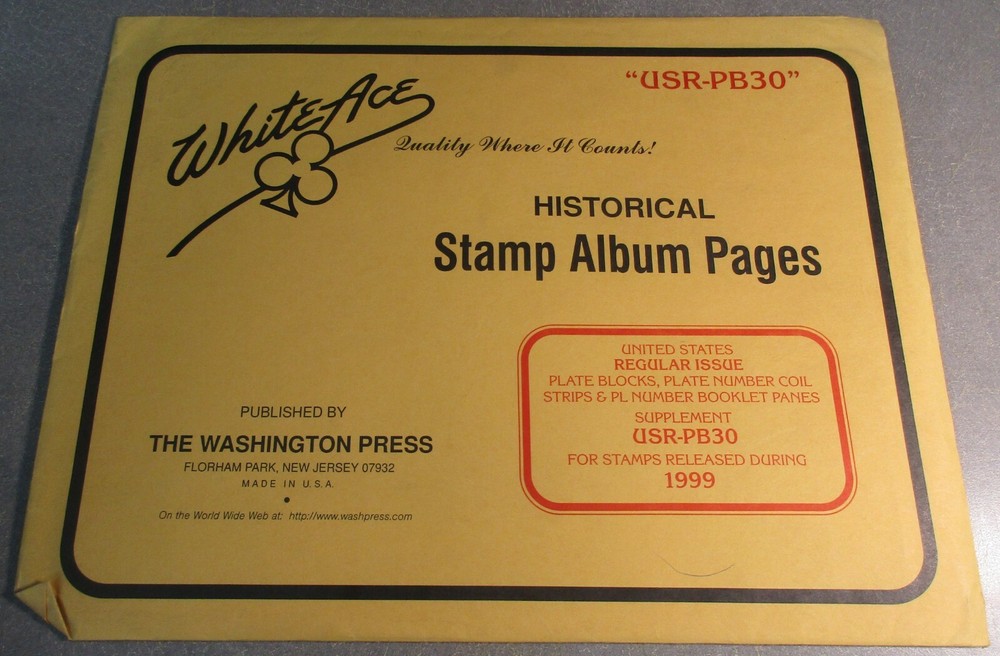 "USR-PB30"
White Ace
Quality Where It Counts!
HISTORICAL
Stamp Album Pages
UNITED STATES
REGULAR ISSUE
PLATE BLOCKS, PLATE NUMBER COIL
STRIPS & PL NUMBER BOOKLET PANES
SUPPLEMENT
USR-PB30
FOR STAMPS RELEASED DURING
1999
PUBLISHED BY
THE WASHINGTON PRESS
FLORHAM PARK, NEW JERSEY 07932
MADE IN U.S.A.
On the World Wide Web at: http://www.washpress.com